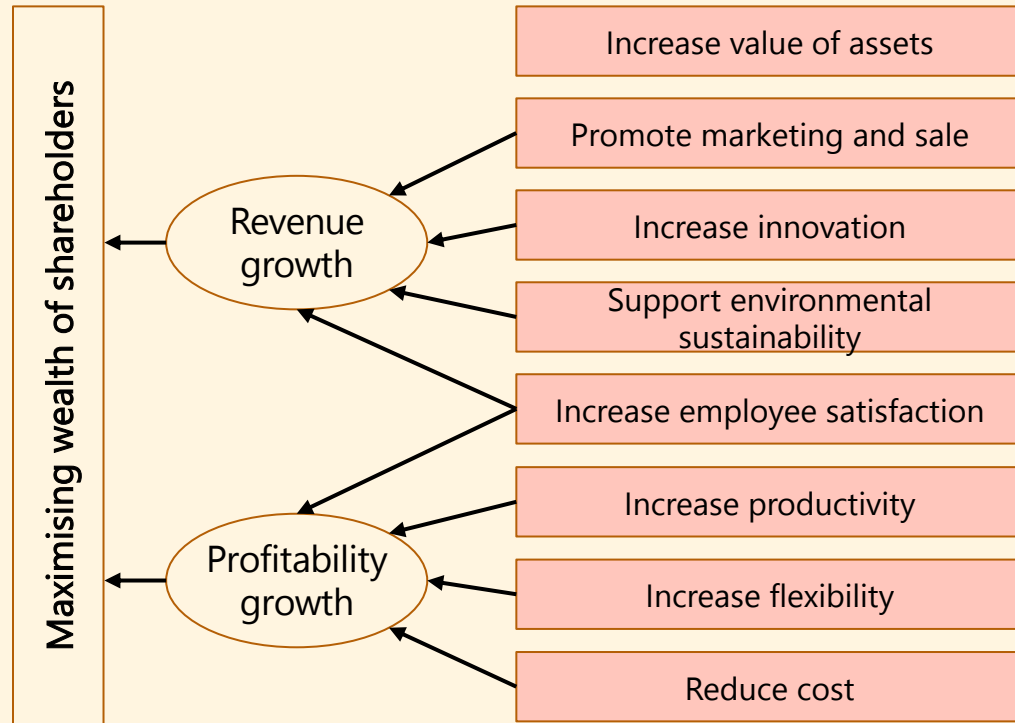 Maximising wealth of shareholders
Revenue
growth
Profitability
growth
Increase value of assets
Promote marketing and sale
Increase innovation
Support environmental
sustainability
Increase employee satisfaction
Increase productivity
Increase flexibility
Reduce cost